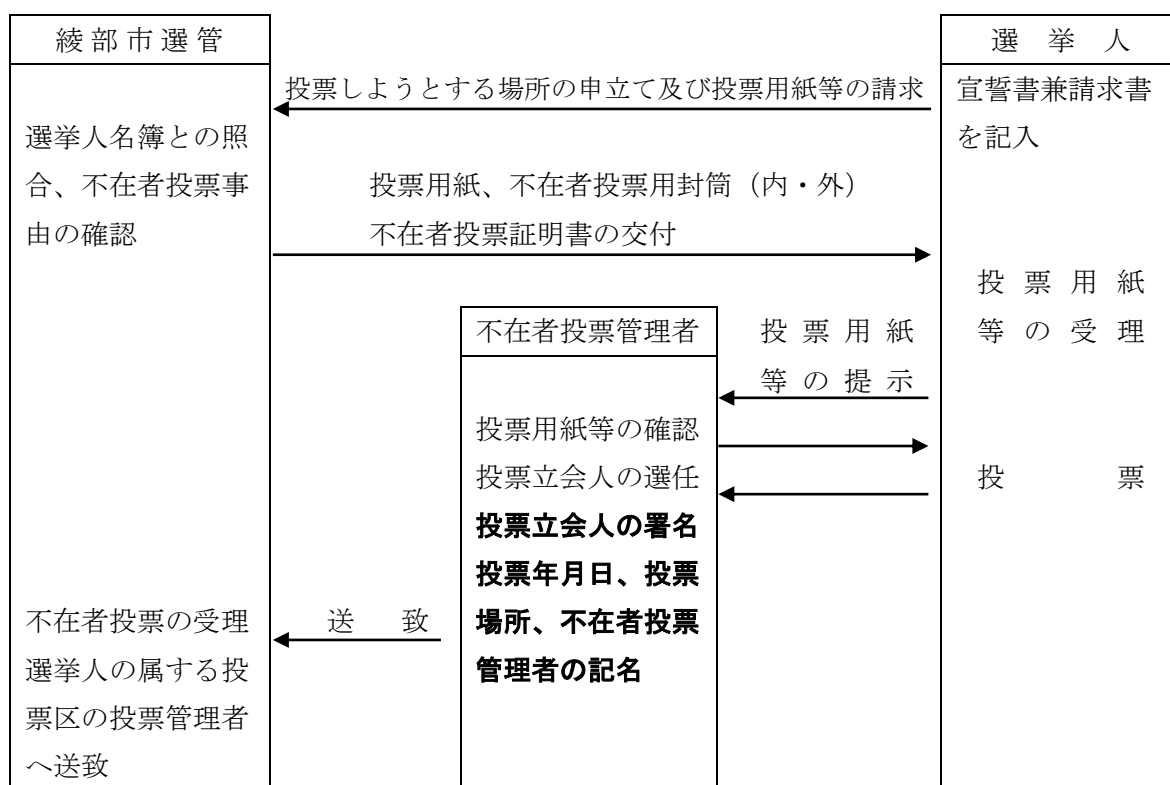 綾部市選管
選挙人
投票しようとする場所の申立て及び投票用紙等の請求
宣誓書兼請求書
を記入
選挙人名簿との照
合、不在者投票事
由の確認
投票用紙、不在者投票用封筒(内・外)
不在者投票証明書の交付
投票用紙
等の受理
不在者投票管理者
投票用紙
等の提示
投票用紙等の確認
投票立会人の選任
投票
投票立会人の署名
投票年月日、投票
場所、不在者投票
管理者の記名
送致
不在者投票の受理
選挙人の属する投
票区の投票管理者
へ送致